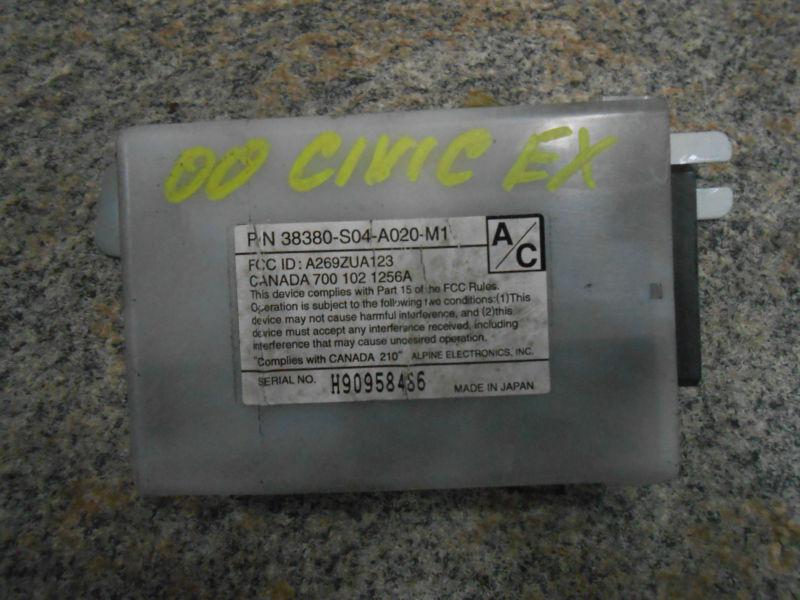 00 CIVIC EX
P/N 38380-S04-A020-M1
A/C
FCC ID : A269ZUA123
CANADA 700 102 1256A
This device complies with Part 15 of the FCC Rules.
Operation is subject to the following two conditions:(1)This
device may not cause harmful interference, and (2)this
device must accept any interference received, including
interference that may cause undesired operation.
"Complies with CANADA 210" ALPINE ELECTRONICS, INC.
SERIAL NO. H90958486 MADE IN JAPAN